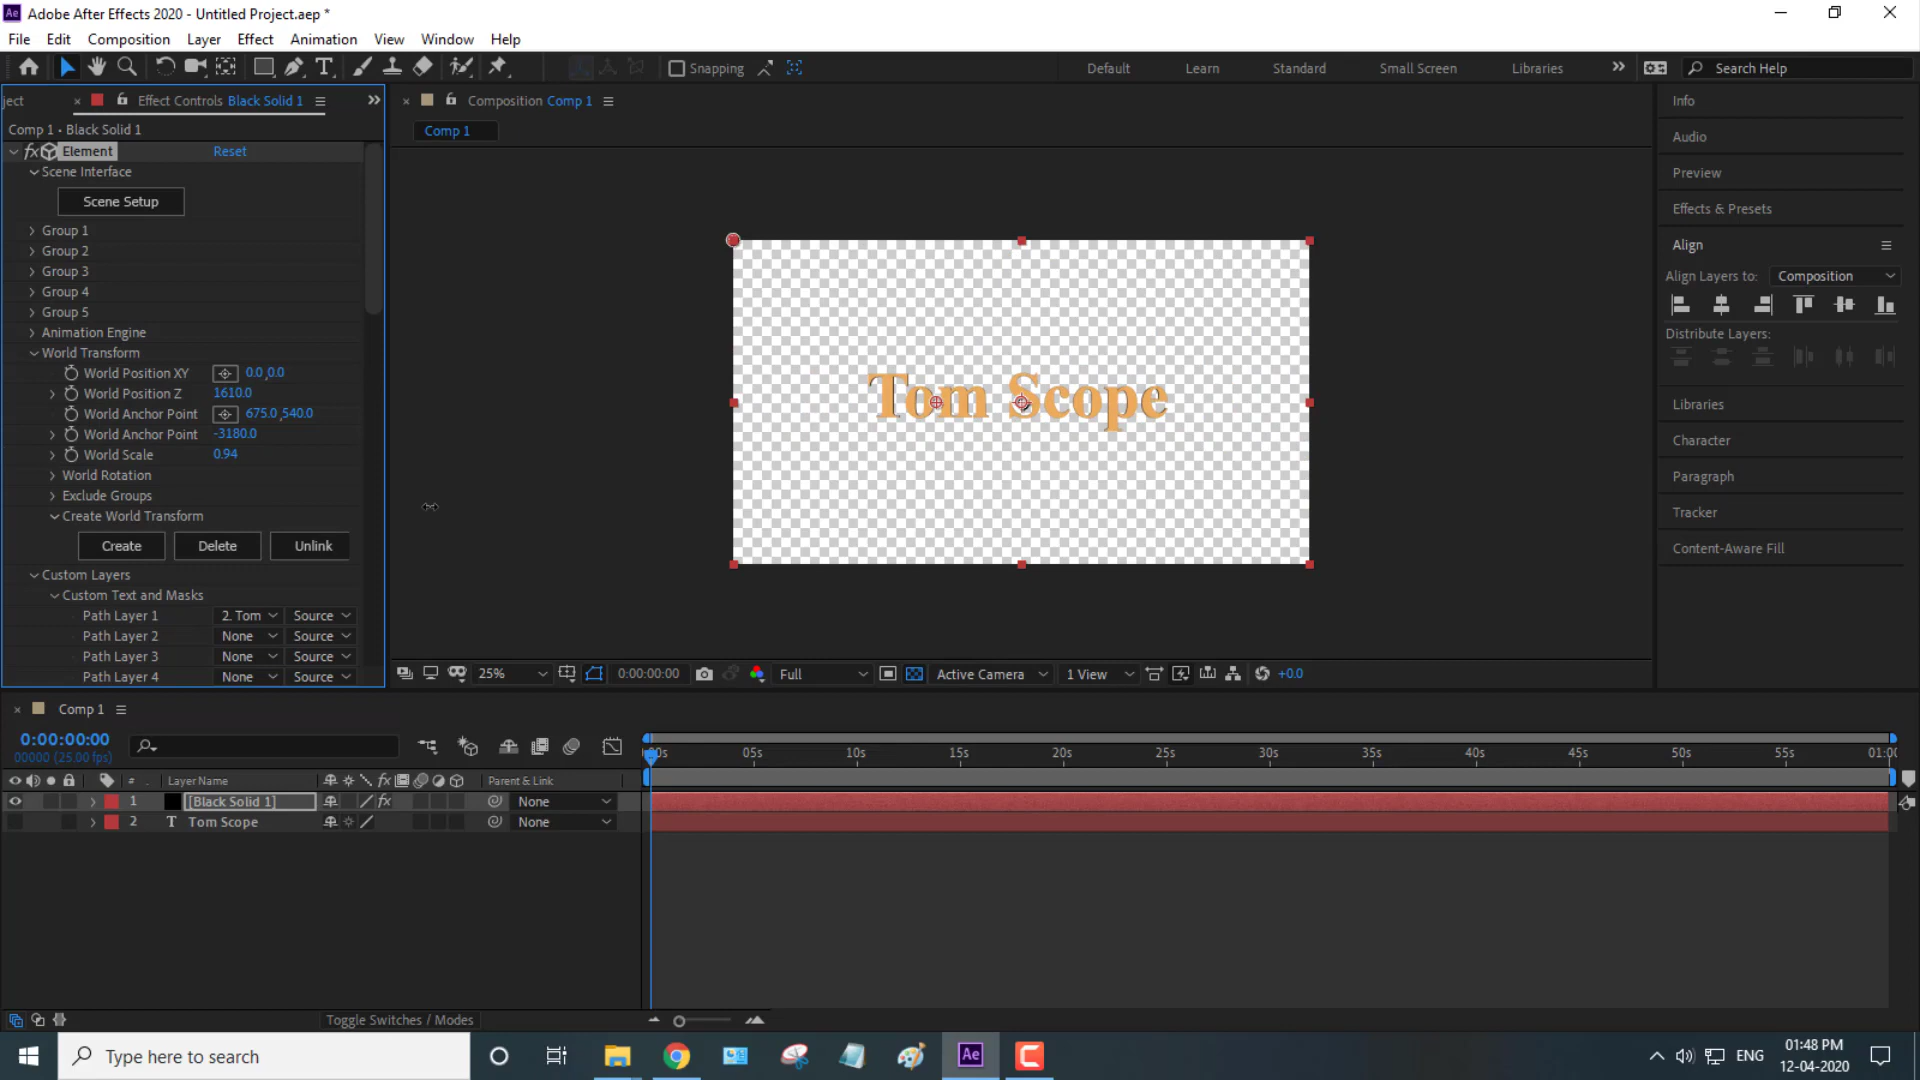 Adobe After Effects 2020 - Untitled Project.aep *
File Edit Composition Layer Effect Animation View Window Help
Snapping
Default Learn Standard Small Screen Libraries
Search Help
ject
Effect Controls Black Solid 1
Comp 1 • Black Solid 1
fx Element Reset
Scene Interface
Scene Setup
Group 1
Group 2
Group 3
Group 4
Group 5
Animation Engine
World Transform
World Position XY 0.0,0.0
World Position Z 1610.0
World Anchor Point 675.0,540.0
World Anchor Point -3180.0
World Scale 0.94
World Rotation
Exclude Groups
Create World Transform
Create Delete Unlink
Custom Layers
Custom Text and Masks
Path Layer 1 2. Tom Source
Path Layer 2 None Source
Path Layer 3 None Source
Path Layer 4 None Source
Composition Comp 1
Comp 1
Tom Scope
25% 0:00:00:00 Full Active Camera 1 View +0.0
Info
Audio
Preview
Effects & Presets
Align
Align Layers to: Composition
Distribute Layers:
Libraries
Character
Paragraph
Tracker
Content-Aware Fill
Comp 1
0:00:00:00
00000 (25.00 fps)
00s 05s 10s 15s 20s 25s 30s 35s 40s 45s 50s 55s 01:00
# Layer Name fx Parent & Link
1 [Black Solid 1] fx None
2 T Tom Scope None
Toggle Switches / Modes
Type here to search
Ae
ENG
01:48 PM
12-04-2020